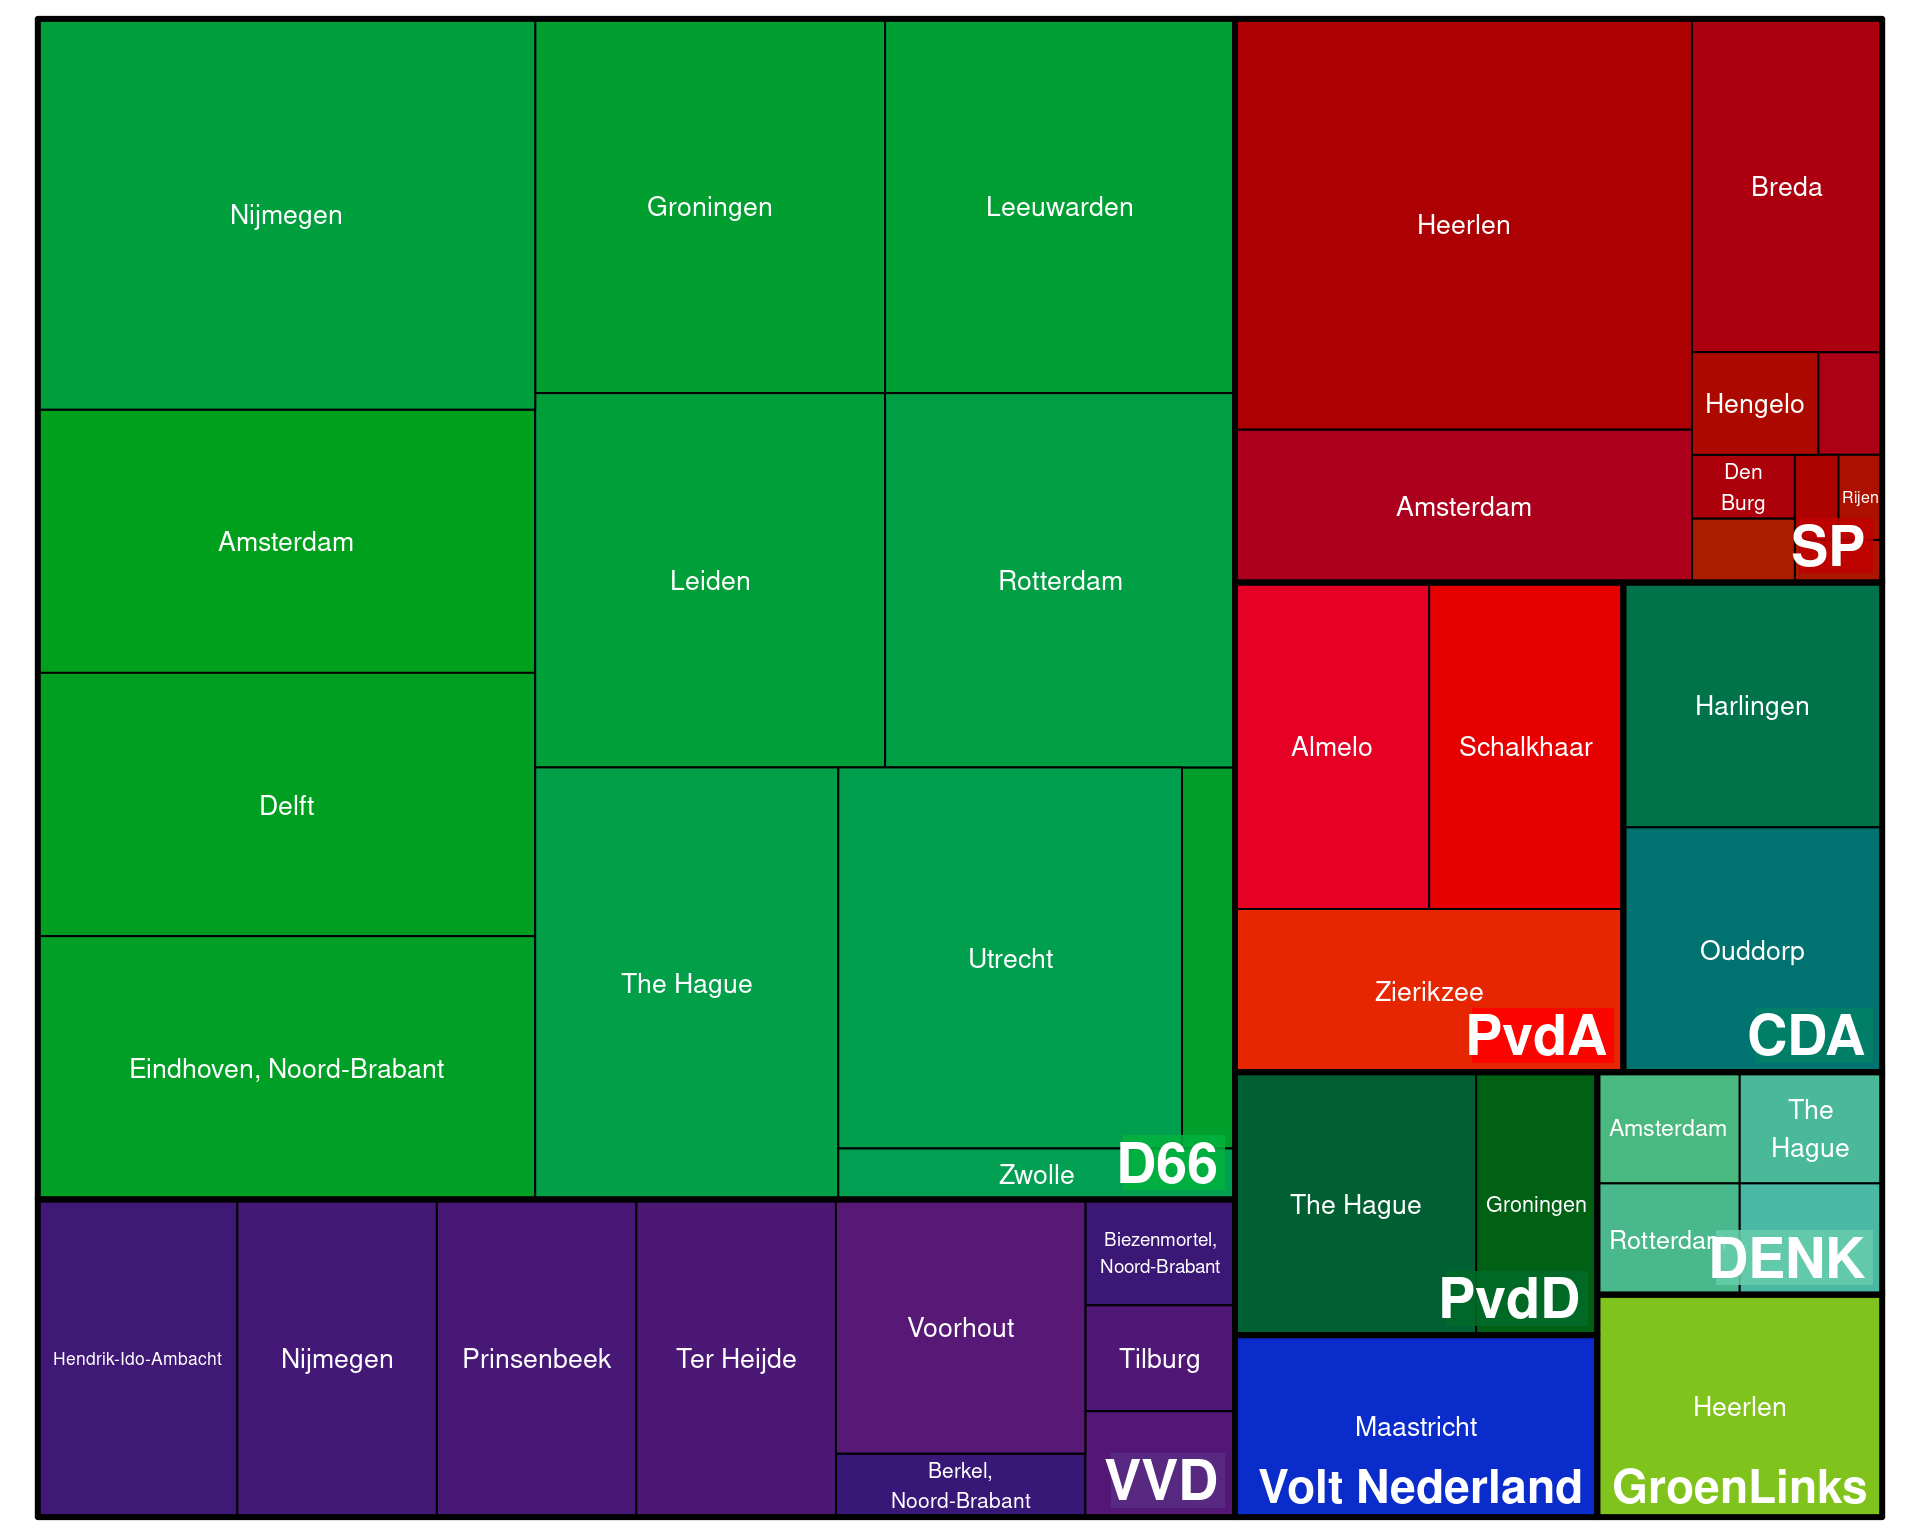 Nijmegen
Groningen
Leeuwarden
Amsterdam
Leiden
Rotterdam
Delft
Eindhoven, Noord-Brabant
The Hague
Utrecht
Zwolle
D66
Heerlen
Breda
Hengelo
Amsterdam
Den
Burg
Rijen
SP
Almelo
Schalkhaar
Zierikzee
PvdA
Harlingen
Ouddorp
CDA
Hendrik-Ido-Ambacht
Nijmegen
Prinsenbeek
Ter Heijde
Voorhout
Berkel,
Noord-Brabant
Biezenmortel,
Noord-Brabant
Tilburg
VVD
The Hague
Groningen
PvdD
Amsterdam
The
Hague
Rotterdam
DENK
Maastricht
Volt Nederland
Heerlen
GroenLinks